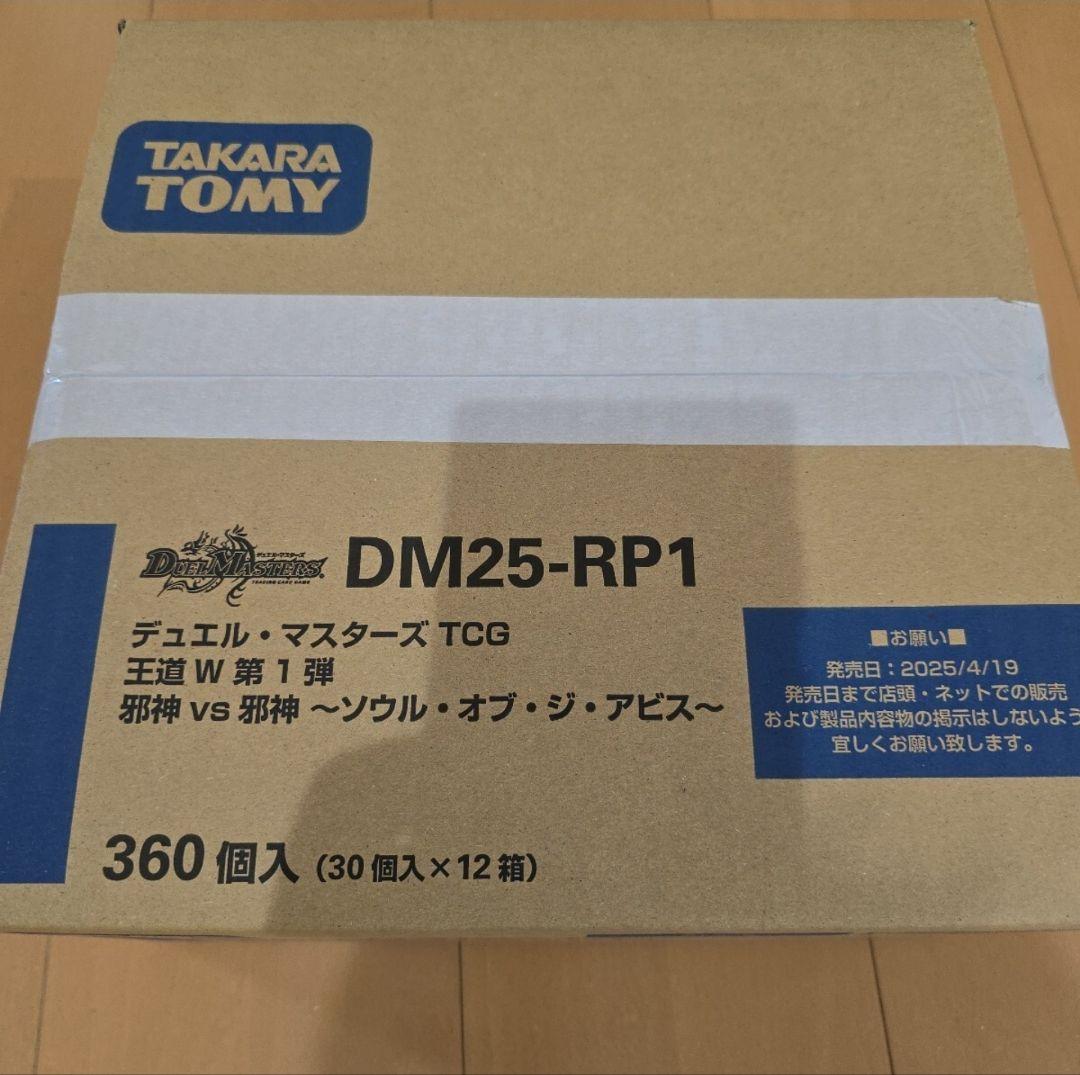 TAKARA
TOMY
デュエル・マスターズ
DUEL MASTERS
TRADING CARD GAME
DM25-RP1
デュエル・マスターズ TCG
王道 W 第 1 弾
邪神 vs 邪神 ～ソウル・オブ・ジ・アビス～
360 個入 (30 個入×12 箱)
■お願い■
発売日：2025/4/19
発売日まで店頭・ネットでの販売
および製品内容物の掲示はしないよう
宜しくお願い致します。